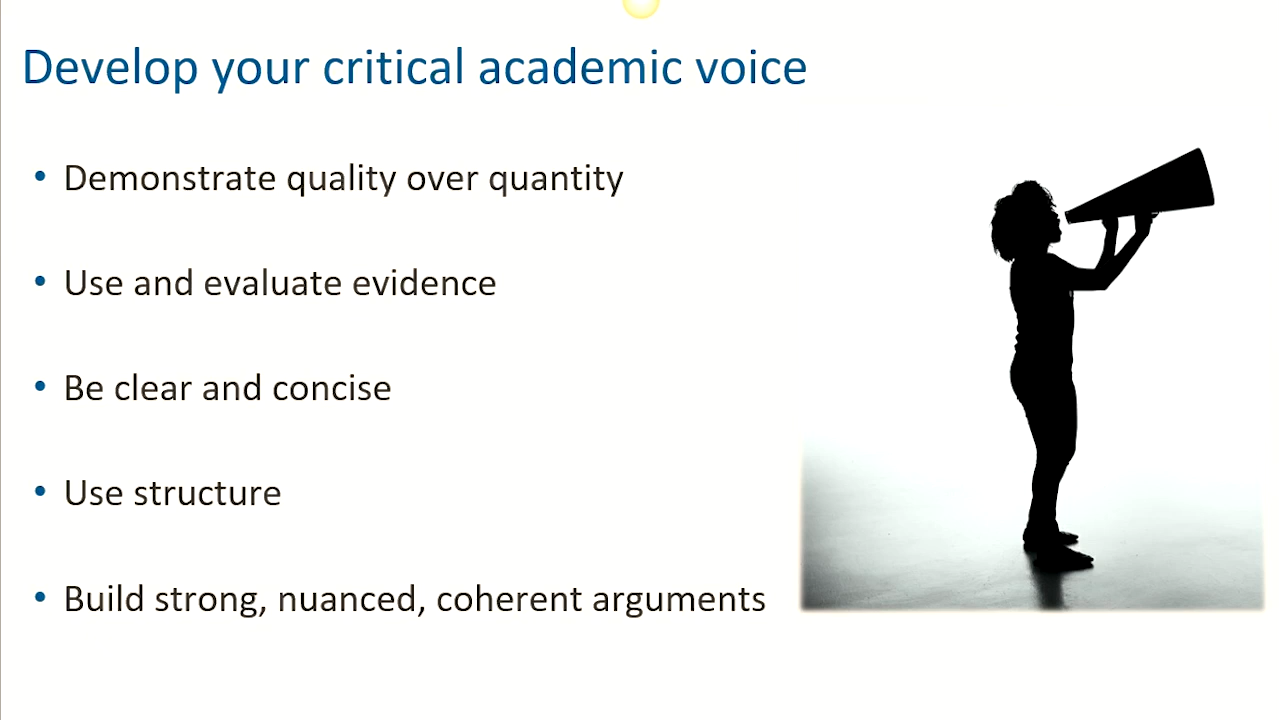 Develop your critical academic voice
• Demonstrate quality over quantity
• Use and evaluate evidence
• Be clear and concise
• Use structure
• Build strong, nuanced, coherent arguments